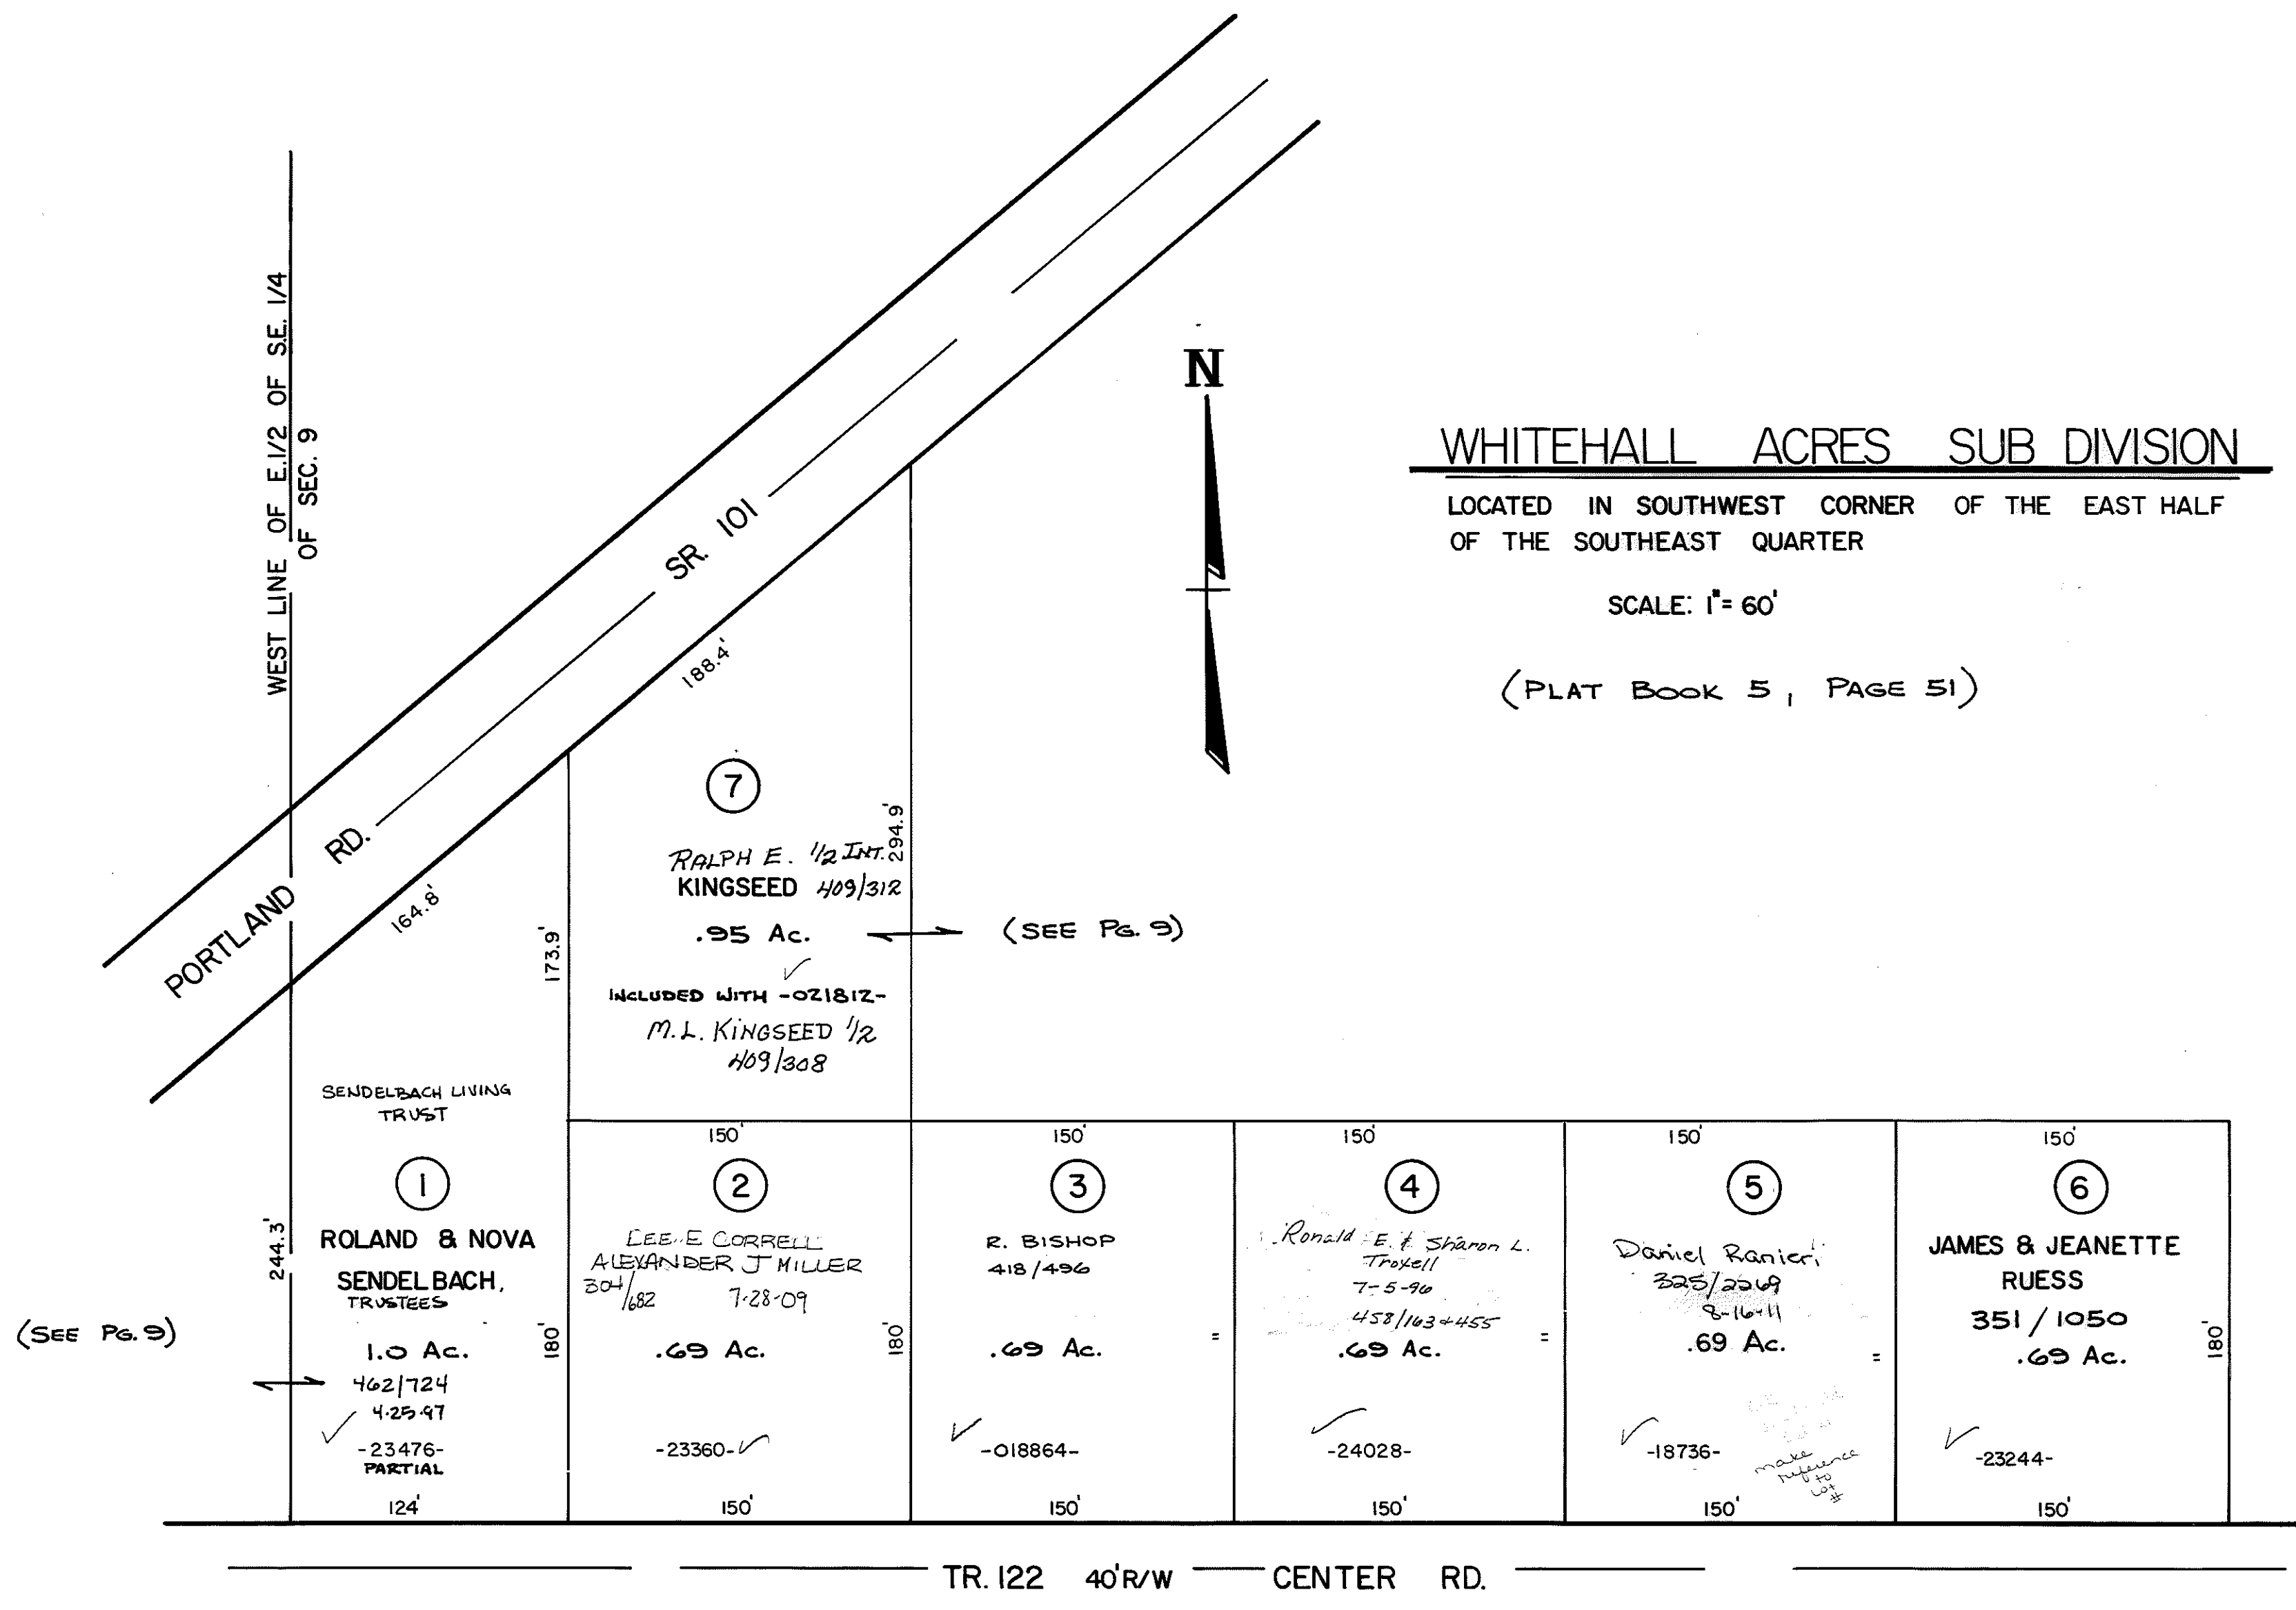 N
WHITEHALL ACRES SUB DIVISION
LOCATED IN SOUTHWEST CORNER OF THE EAST HALF
OF THE SOUTHEAST QUARTER
SCALE: 1"= 60'
(PLAT BOOK 5, PAGE 51)
WEST LINE OF E.1/2 OF S.E. 1/4
OF SEC. 9
PORTLAND RD. SR. 101
188.4'
164.8'
7
RALPH E. 1/2 INT.
KINGSEED 409/312
294.9'
.95 Ac.
(SEE PG. 9)
173.9'
INCLUDED WITH -021812-
M.L. KINGSEED 1/2
409/308
SENDELBACH LIVING
TRUST
1
ROLAND & NOVA
SENDELBACH,
TRUSTEES
244.3'
(SEE PG. 9)
1.0 Ac.
462/724
4-25-97
-23476-
PARTIAL
124'
180'
150'
2
LEE E CORRELL
ALEXANDER J MILLER
304/682 7-28-09
.69 Ac.
180'
-23360-
150'
150'
3
R. BISHOP
418/496
.69 Ac.
=
-018864-
150'
150'
4
Ronald E. & Sharon L.
Troxell
7-5-96
458/163+455
.69 Ac.
=
-24028-
150'
150'
5
Daniel Ranieri
325/2269
8-16-11
.69 Ac.
=
-18736-
make
reference
to
Lot
#
150'
150'
6
JAMES & JEANETTE
RUESS
351/1050
.69 Ac.
180'
-23244-
150'
TR. 122 40' R/W CENTER RD.